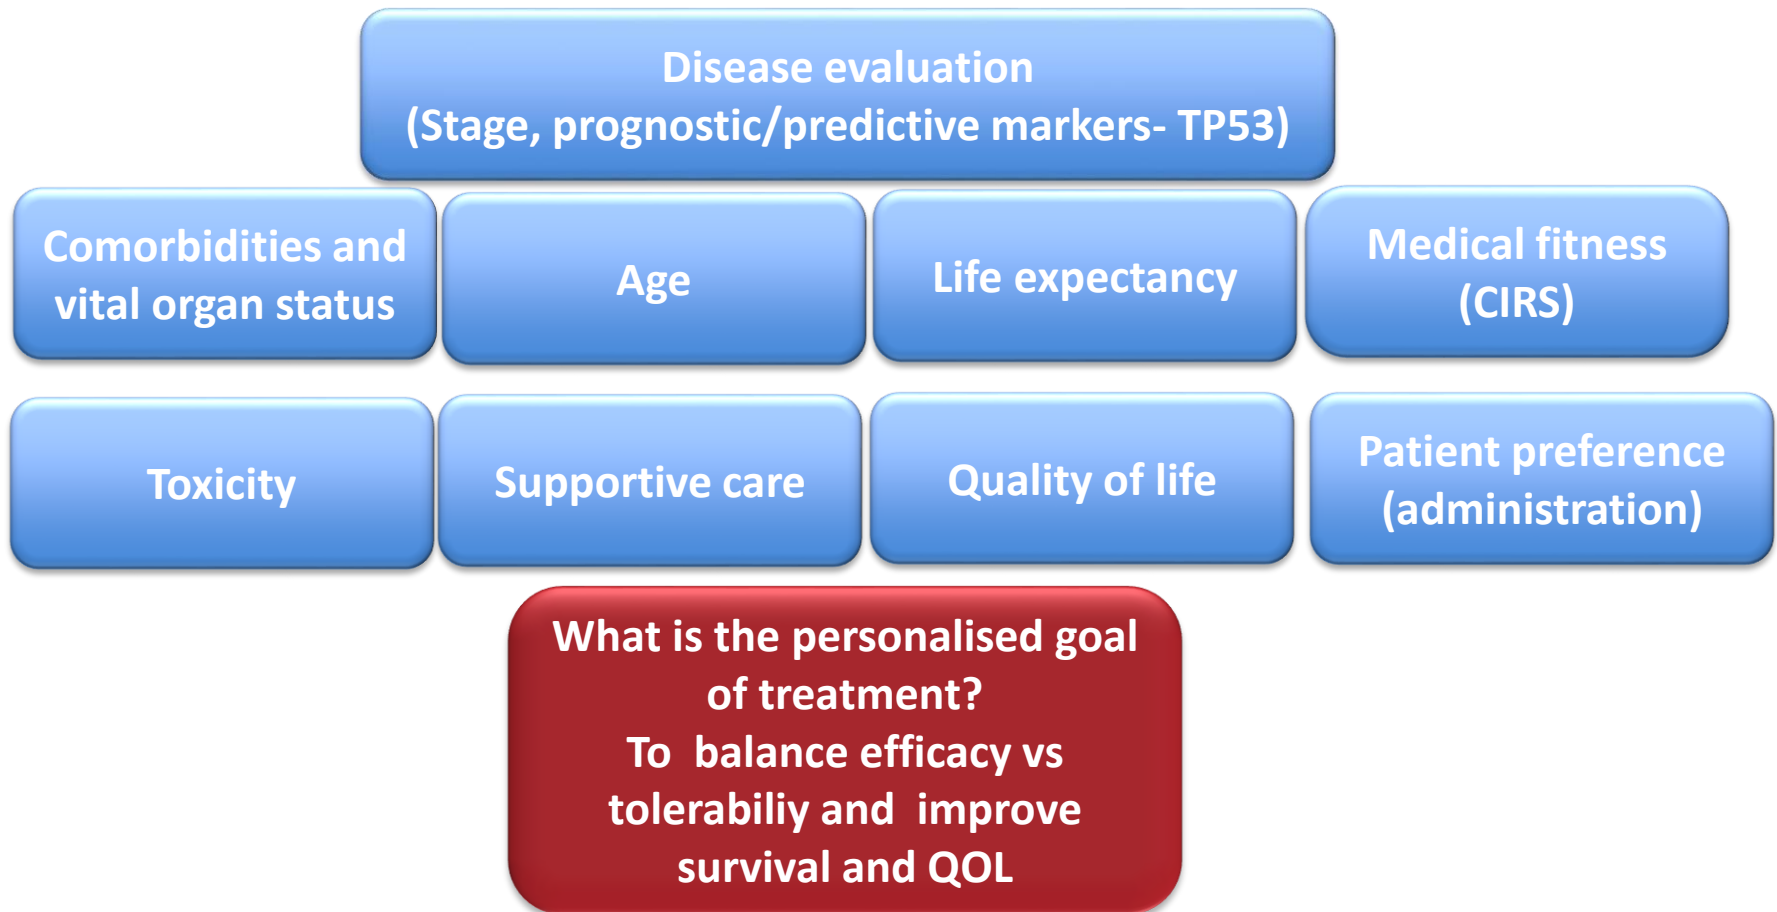 Disease evaluation
(Stage, prognostic/predictive markers- TP53)
Comorbidities and
vital organ status
Age
Life expectancy
Medical fitness
(CIRS)
Toxicity
Supportive care
Quality of life
Patient preference
(administration)
What is the personalised goal
of treatment?
To  balance efficacy vs
tolerabiliy and  improve
survival and QOL